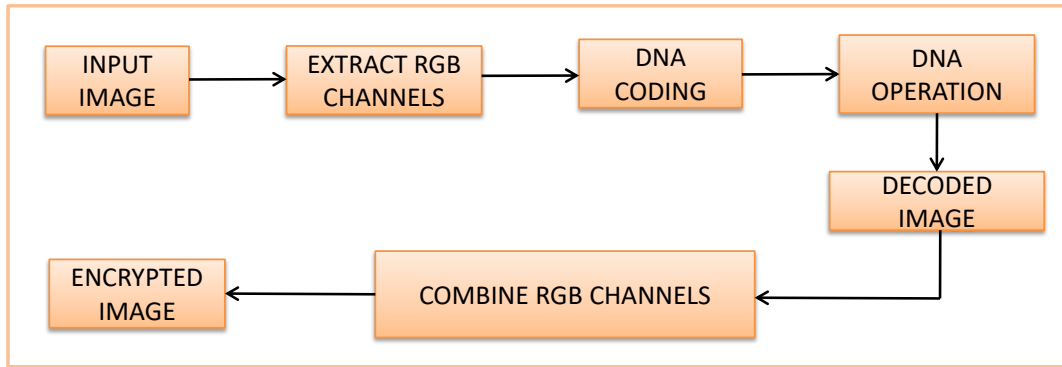 INPUT
IMAGE
EXTRACT RGB
CHANNELS
DNA
CODING
DNA
OPERATION
DECODED
IMAGE
COMBINE RGB CHANNELS
ENCRYPTED
IMAGE